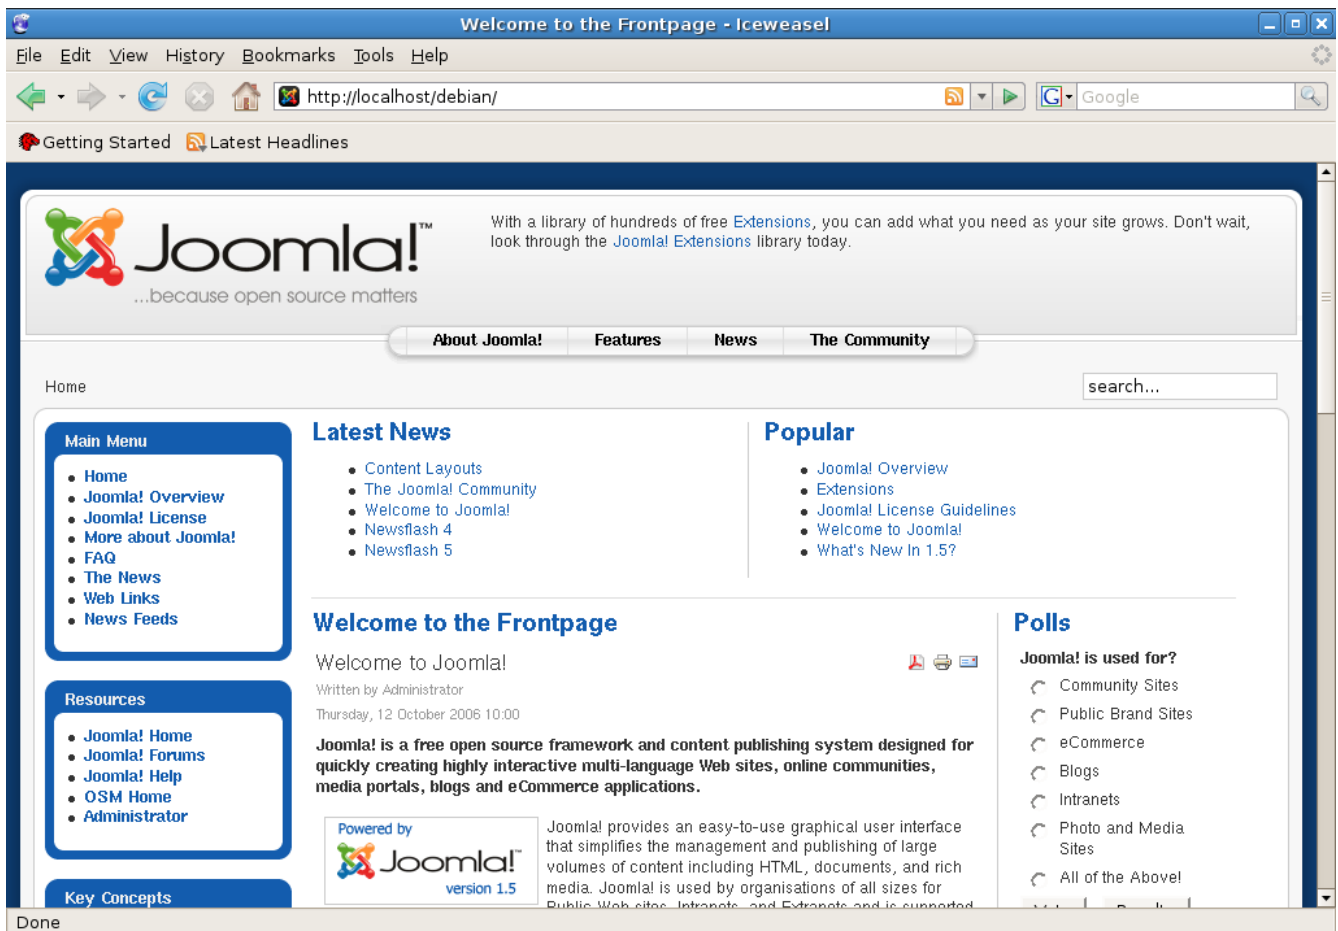 Welcome to the Frontpage - Iceweasel
File Edit View History Bookmarks Tools Help
http://localhost/debian/
G Google
Getting Started Latest Headlines
Joomla!™
...because open source matters
With a library of hundreds of free Extensions, you can add what you need as your site grows. Don't wait,
look through the Joomla! Extensions library today.
About Joomla! Features News The Community
Home
search...
Main Menu
Home
Joomla! Overview
Joomla! License
More about Joomla!
FAQ
The News
Web Links
News Feeds
Resources
Joomla! Home
Joomla! Forums
Joomla! Help
OSM Home
Administrator
Key Concepts
Latest News
Content Layouts
The Joomla! Community
Welcome to Joomla!
Newsflash 4
Newsflash 5
Popular
Joomla! Overview
Extensions
Joomla! License Guidelines
Welcome to Joomla!
What's New In 1.5?
Welcome to the Frontpage
Welcome to Joomla!
Written by Administrator
Thursday, 12 October 2006 10:00
Joomla! is a free open source framework and content publishing system designed for
quickly creating highly interactive multi-language Web sites, online communities,
media portals, blogs and eCommerce applications.
Powered by
Joomla!™
version 1.5
Joomla! provides an easy-to-use graphical user interface
that simplifies the management and publishing of large
volumes of content including HTML, documents, and rich
media. Joomla! is used by organisations of all sizes for
Public Web sites, Intranets, and Extranets and is supported
Polls
Joomla! is used for?
Community Sites
Public Brand Sites
eCommerce
Blogs
Intranets
Photo and Media
Sites
All of the Above!
Done